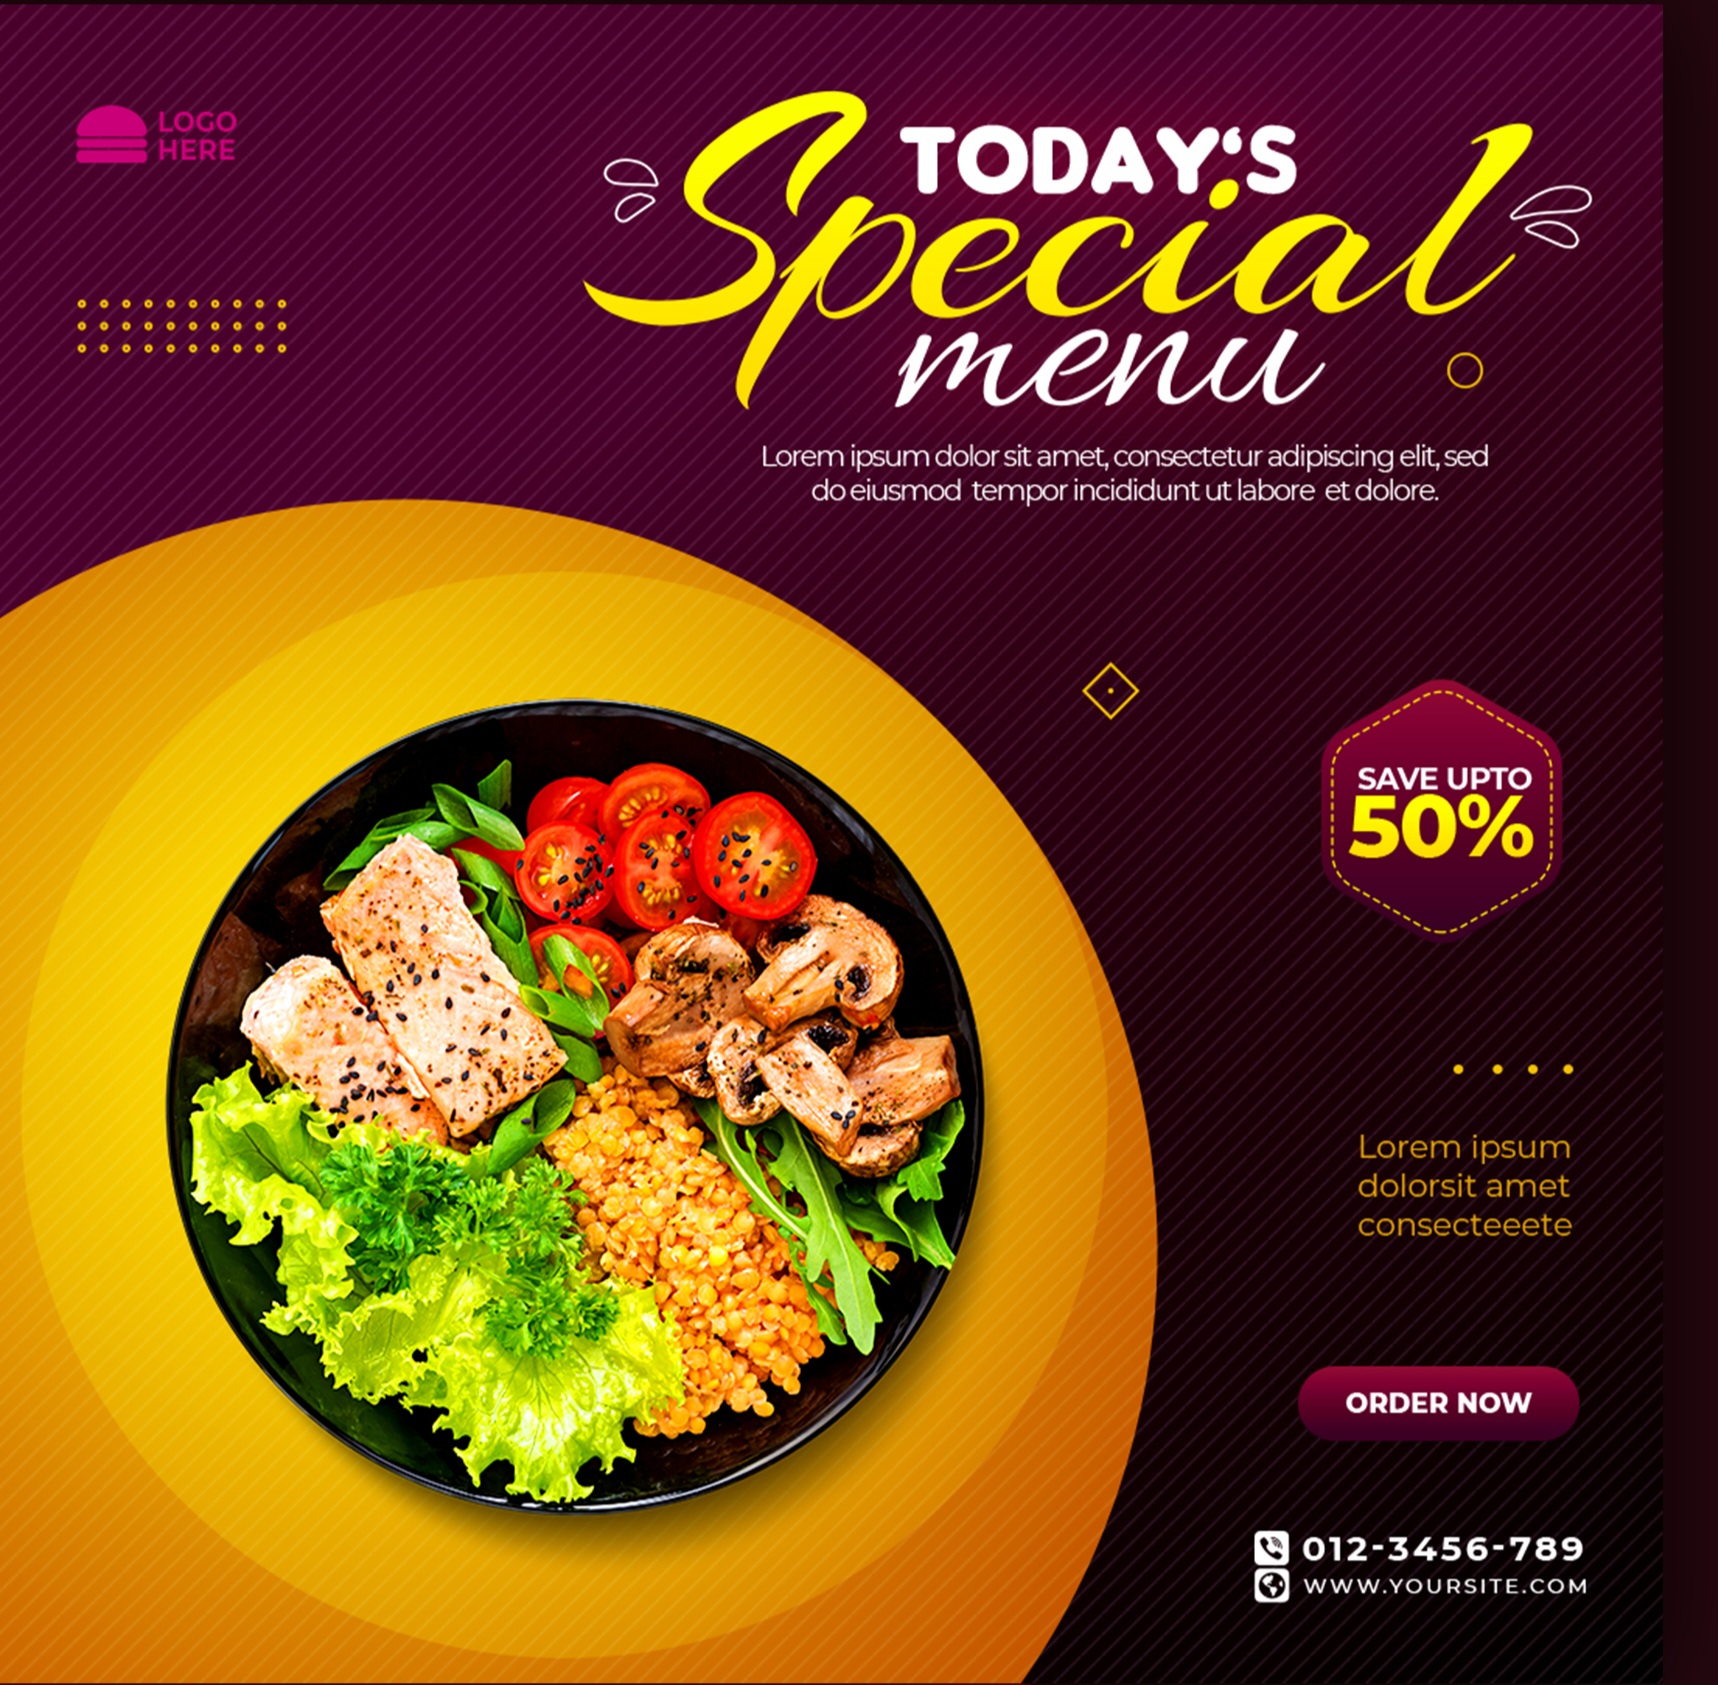 LOGO
HERE
TODAY‘S
Special
menu
Lorem ipsum dolor sit amet, consectetur adipiscing elit, sed
do eiusmod tempor incididunt ut labore et dolore.
SAVE UPTO
50%
Lorem ipsum
dolorsit amet
consecteeete
ORDER NOW
012-3456-789
WWW.YOURSITE.COM